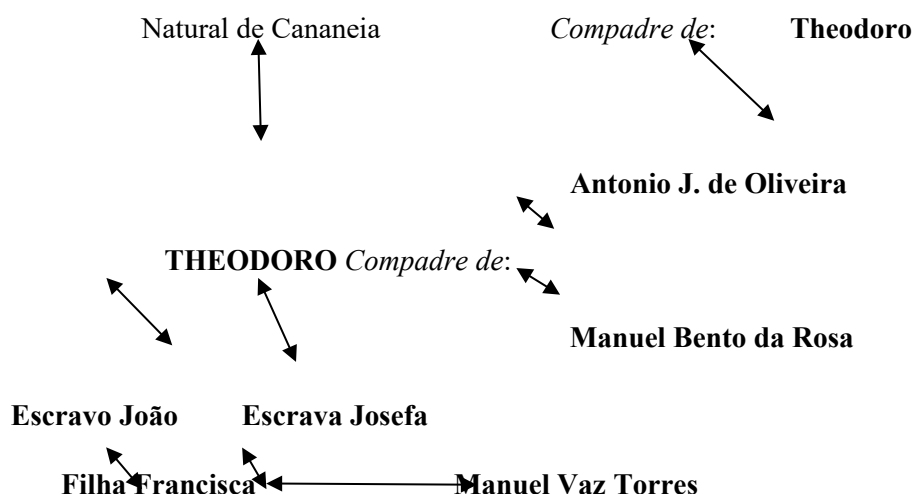 Natural de Cananeia Compadre de: Theodoro
Antonio J. de Oliveira
THEODORO Compadre de:
Manuel Bento da Rosa
Escravo João Escrava Josefa
Filha Francisca Manuel Vaz Torres